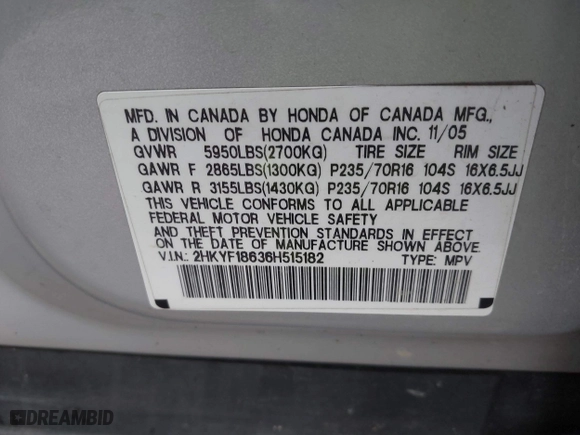 MFD. IN CANADA BY HONDA OF CANADA MFG.,
A DIVISION OF HONDA CANADA INC. 11/05
GVWR 5950LBS(2700KG) TIRE SIZE RIM SIZE
GAWR F 2865LBS(1300KG) P235/70R16 104S 16X6.5JJ
GAWR R 3155LBS(1430KG) P235/70R16 104S 16X6.5JJ
THIS VEHICLE CONFORMS TO ALL APPLICABLE
FEDERAL MOTOR VEHICLE SAFETY
AND THEFT PREVENTION STANDARDS IN EFFECT
ON THE DATE OF MANUFACTURE SHOWN ABOVE.
V.I.N.: 2HKYF18636H515182 TYPE: MPV
DREAMBID